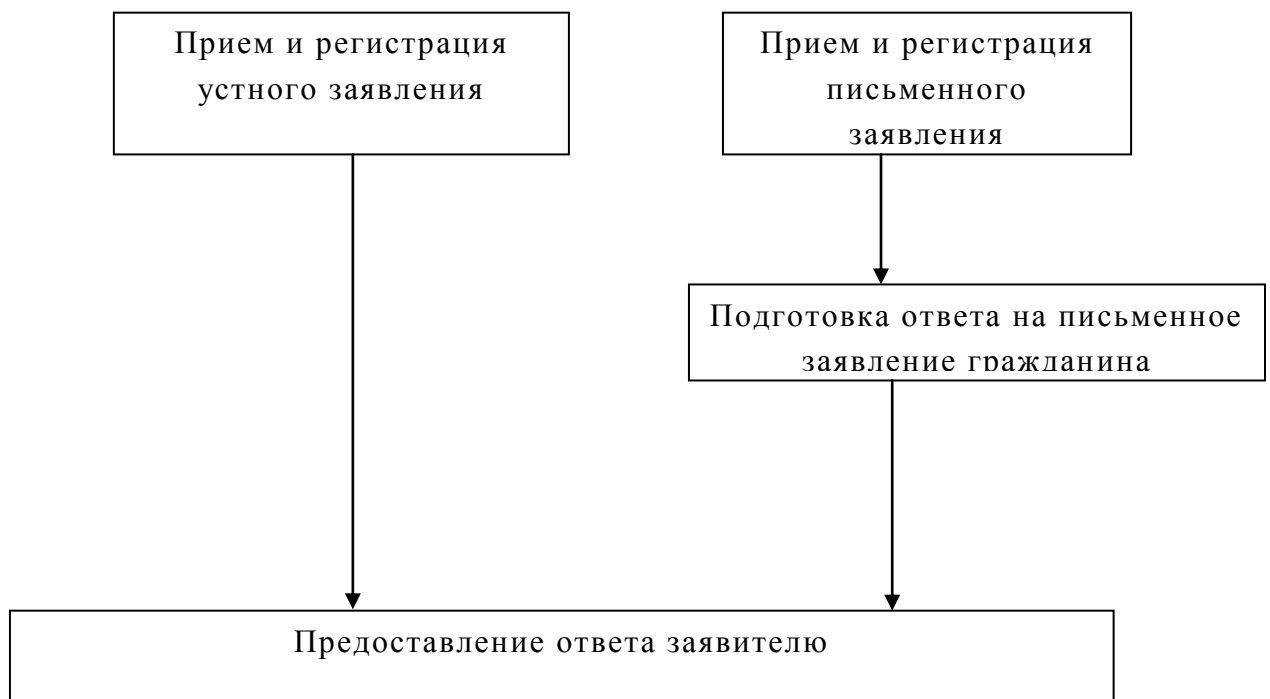 Прием и регистрация
устного заявления
Прием и регистрация
письменного
заявления
Подготовка ответа на письменное
заявление гражданина
Предоставление ответа заявителю